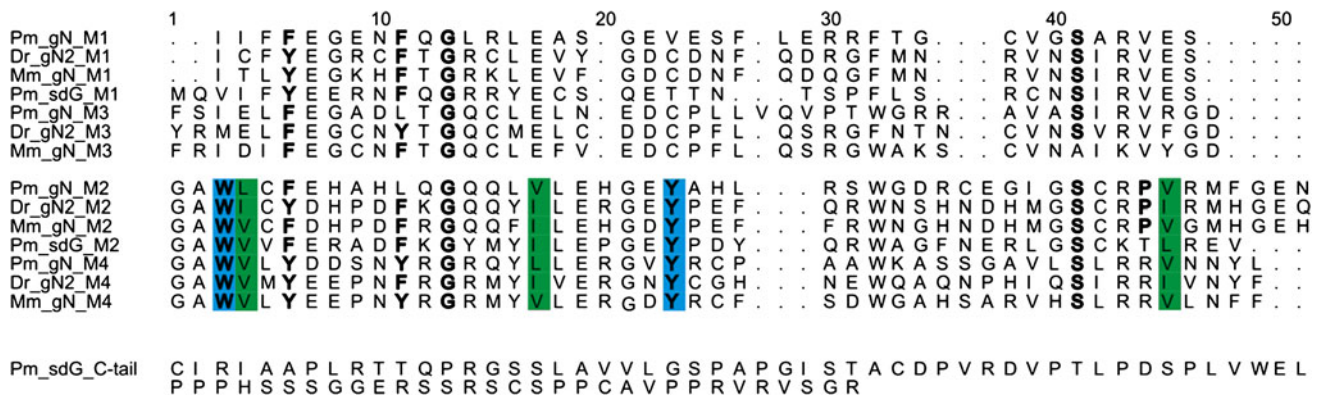 1 10 20 30 40 50
Pm_gN_M1 . . I I F F E G E N F Q G L R L E A S . G E V E S F . L E R R F T G . . . C V G S A R V E S . . . . .
Dr_gN2_M1 . . I C F Y E G R C F T G R C L E V Y . G D C D N F . Q D R G F M N . . . R V N S I R V E S . . . . .
Mm_gN_M1 . . I T L Y E G K H F T G R K L E V F . G D C D N F . Q D Q G F M N . . . R V N S I R V E S . . . . .
Pm_sdG_M1 M Q V I F Y E E R N F Q G R R Y E C S . Q E T T N . . . T S P F L S . . . R C N S I R V E S . . . . .
Pm_gN_M3 F S I E L F E G A D L T G Q C L E L N . E D C P L L V Q V P T W G R R . . A V A S I R V R G D . . . .
Dr_gN2_M3 Y R M E L F E G C N Y T G Q C M E L C . D D C P F L . Q S R G F N T N . . C V N S V R V F G D . . . .
Mm_gN_M3 F R I D I F E G C N F T G Q C L E F V . E D C P F L . Q S R G W A K S . . C V N A I K V Y G D . . . .
Pm_gN_M2 G A W L C F E H A H L Q G Q Q L V L E H G E Y A H L . . . R S W G D R C E G I G S C R P V R M F G E N
Dr_gN2_M2 G A W I C Y D H P D F K G Q Q Y I L E R G E Y P E F . . . Q R W N S H N D H M G S C R P I R M H G E Q
Mm_gN_M2 G A W V C F D H P D F R G Q Q F I L E H G D Y P E F . . . F R W N G H N D H M G S C R P V G M H G E H
Pm_sdG_M2 G A W V V F E R A D F K G Y M Y I L E P G E Y P D Y . . . Q R W A G F N E R L G S C K T L R E V . . .
Pm_gN_M4 G A W V L Y D D S N Y R G R Q Y L L E R G V Y R C P . . . A A W K A S S G A V L S L R R V N N Y L . .
Dr_gN2_M4 G A W V M Y E E P N F R G R M Y I V E R G N Y C G H . . . N E W Q A Q N P H I Q S I R R I V N Y F . .
Mm_gN_M4 G A W V L Y E E P N Y R G R M Y V L E R G D Y R C F . . . S D W G A H S A R V H S L R R V L N F F . .
Pm_sdG_C-tail C I R I A A P L R T T Q P R G S S L A V V L G S P A P G I S T A C D P V R D V P T L P D S P L V W E L
P P P H S S S G G E R S S R S C S P P C A V P P R V R V S G R